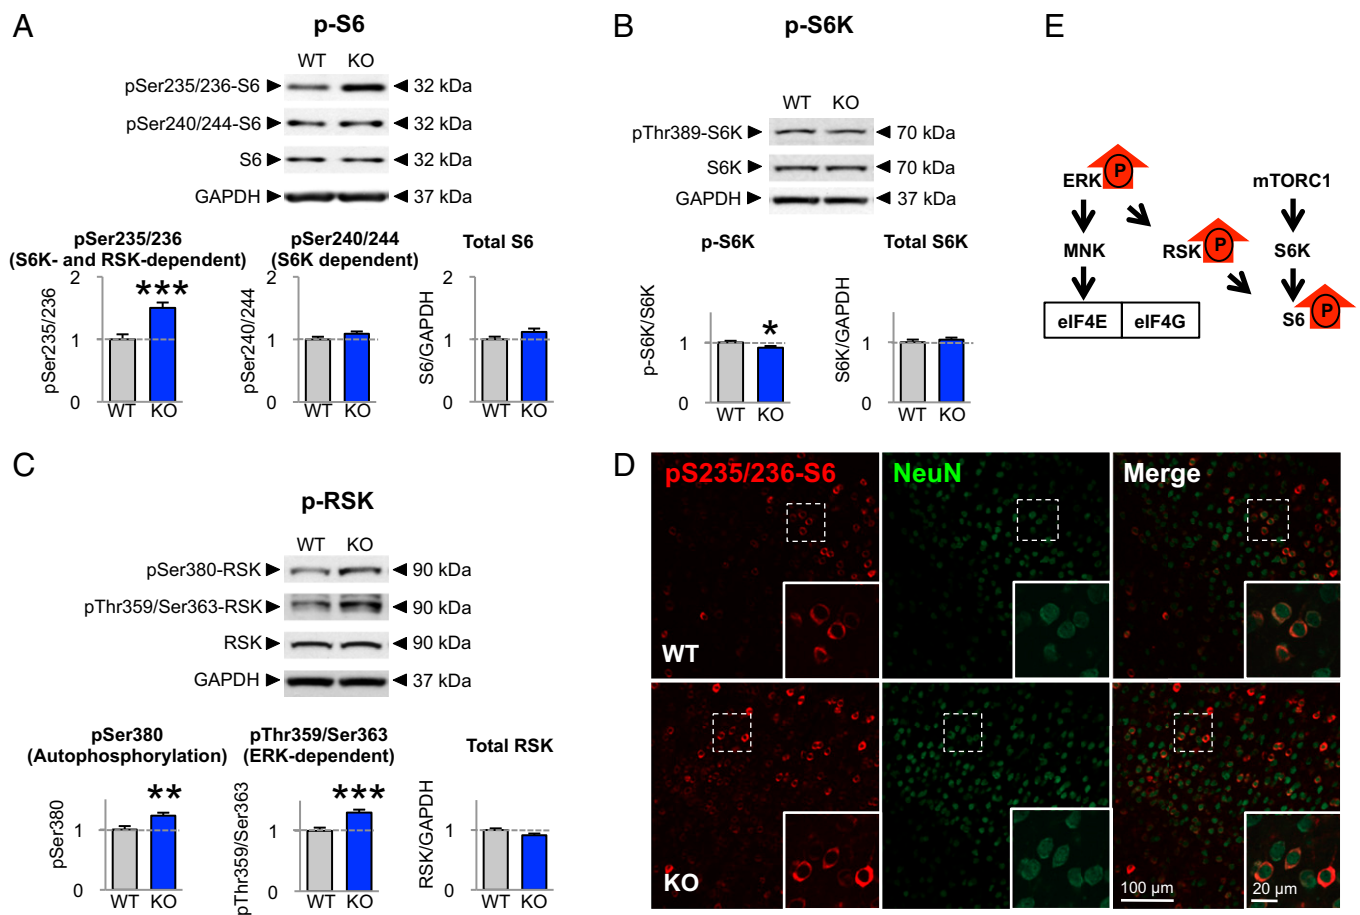 A
p-S6
WT KO
pSer235/236-S6 32 kDa
pSer240/244-S6 32 kDa
S6 32 kDa
GAPDH 37 kDa
pSer235/236
(S6K- and RSK-dependent)
pSer235/236
2
1
0
***
WT KO
pSer240/244
(S6K dependent)
pSer240/244
2
1
0
WT KO
Total S6
S6/GAPDH
2
1
0
WT KO
B
p-S6K
WT KO
pThr389-S6K 70 kDa
S6K 70 kDa
GAPDH 37 kDa
p-S6K
p-S6K/S6K
1
0
*
WT KO
Total S6K
S6K/GAPDH
1
0
WT KO
E
ERK P mTORC1
MNK RSK P S6K
eIF4E eIF4G S6 P
C
p-RSK
WT KO
pSer380-RSK 90 kDa
pThr359/Ser363-RSK 90 kDa
RSK 90 kDa
GAPDH 37 kDa
pSer380
(Autophosphorylation)
pSer380
1
0
**
WT KO
pThr359/Ser363
(ERK-dependent)
pThr359/Ser363
1
0
***
WT KO
Total RSK
RSK/GAPDH
1
0
WT KO
D
pS235/236-S6 NeuN Merge
WT
KO
100 µm 20 µm